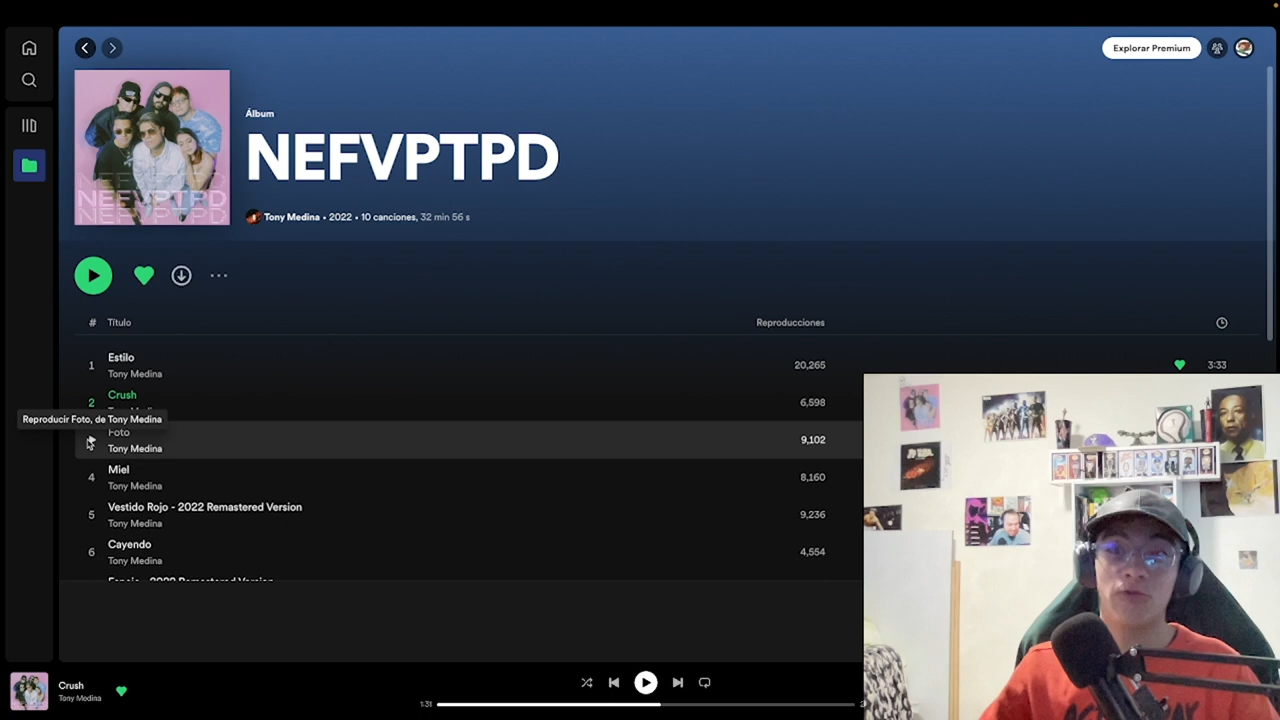 Explorar Premium
Álbum
NEFVPTPD
Tony Medina • 2022 • 10 canciones, 32 min 56 s
NEFVPTPD
# Título Reproducciones
1 Estilo 20,265 3:33
Tony Medina
2 Crush 6,598
Reproducir Foto, de Tony Medina
Foto 9,102
Tony Medina
4 Miel 8,160
Tony Medina
5 Vestido Rojo - 2022 Remastered Version 9,236
Tony Medina
6 Cayendo 4,554
Tony Medina
Crush
Tony Medina
1:31